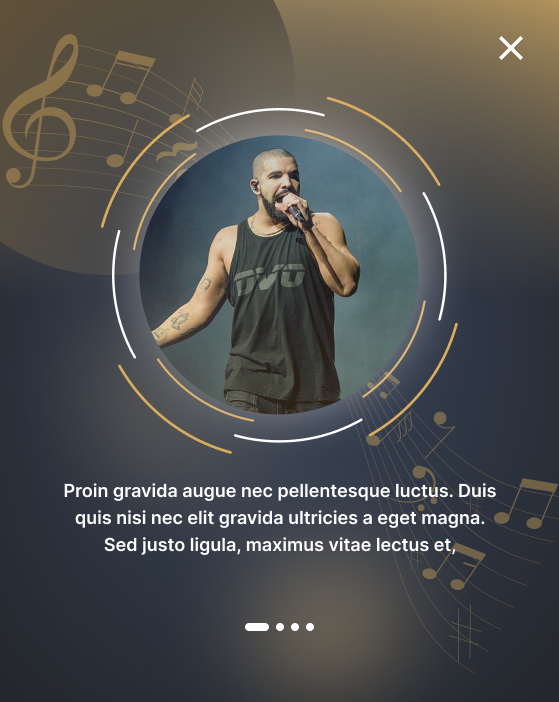 OVO
Proin gravida augue nec pellentesque luctus. Duis
quis nisi nec elit gravida ultricies a eget magna.
Sed justo ligula, maximus vitae lectus et,